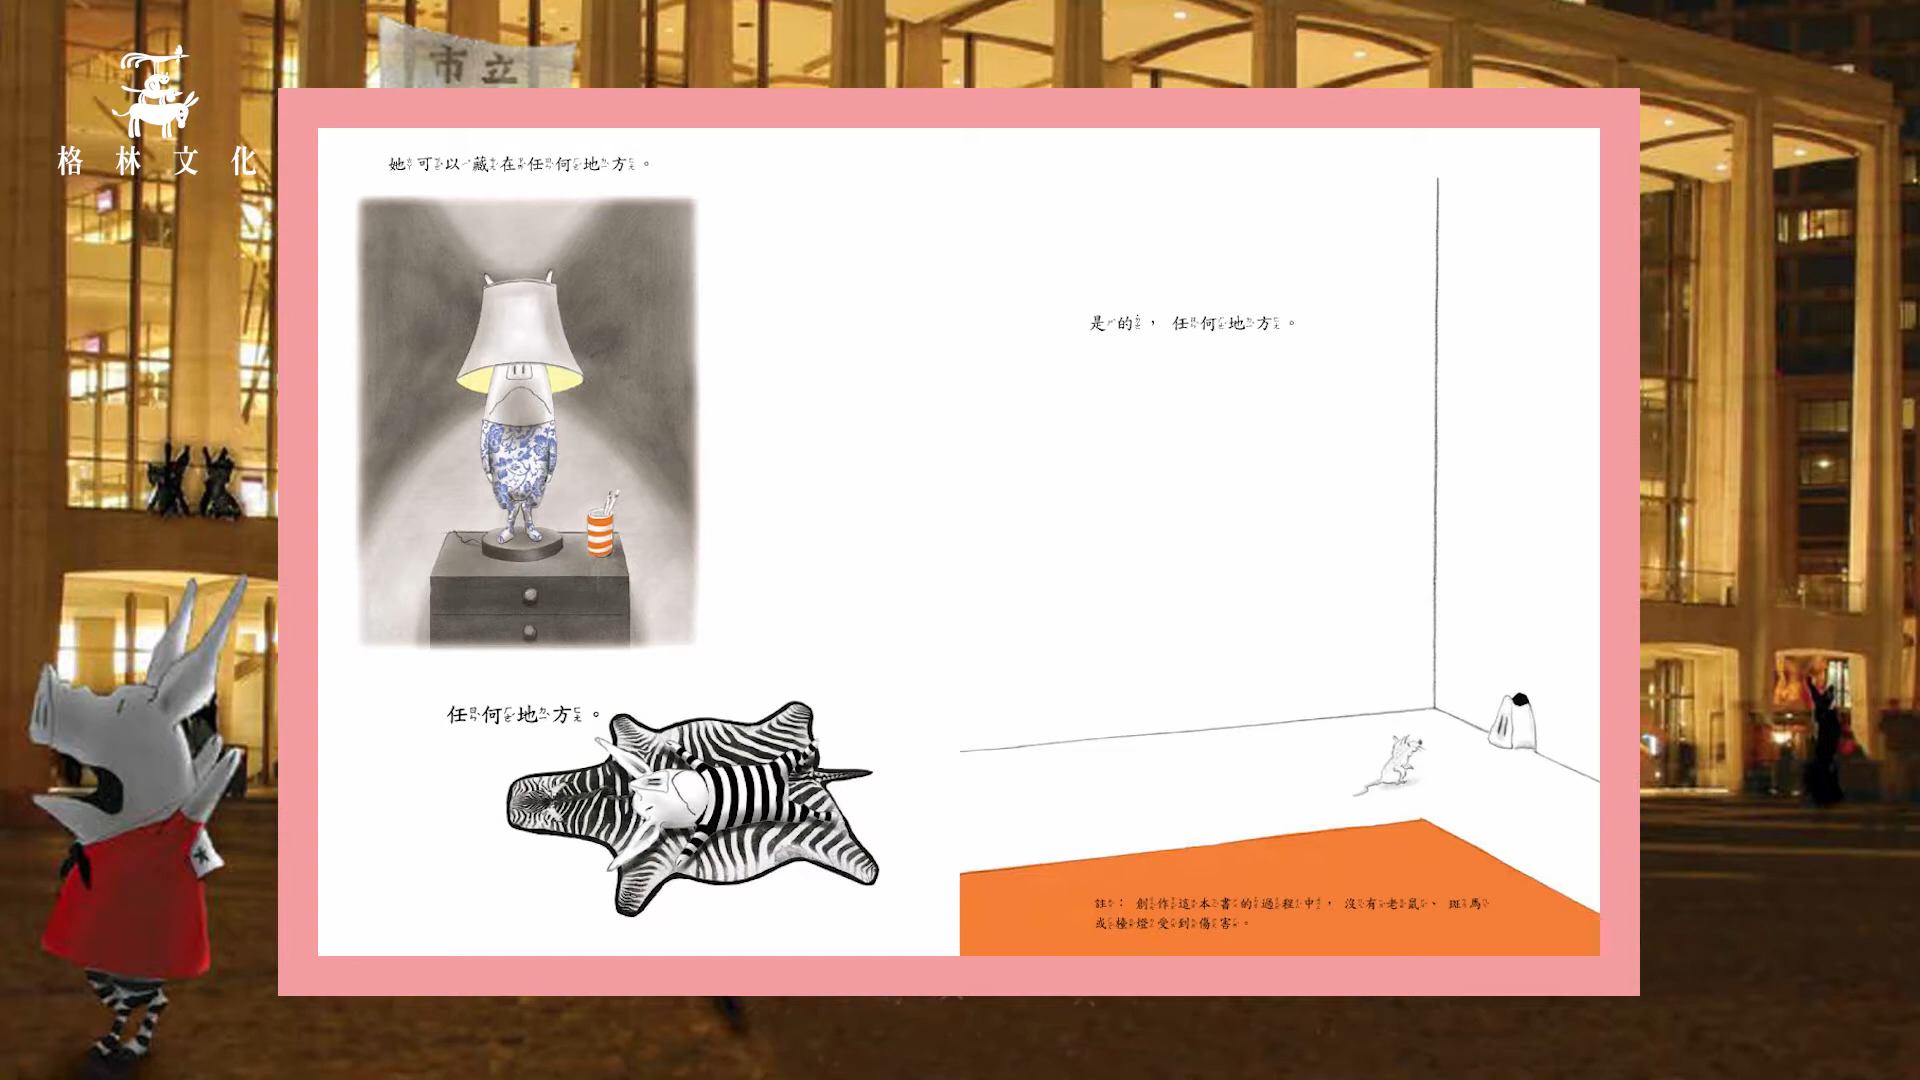 市立
格林文化
她可以藏在任何地方。
任何地方。
是的，任何地方。
註：創作這本書的過程中，沒有老鼠、斑馬
或檯燈受到傷害。